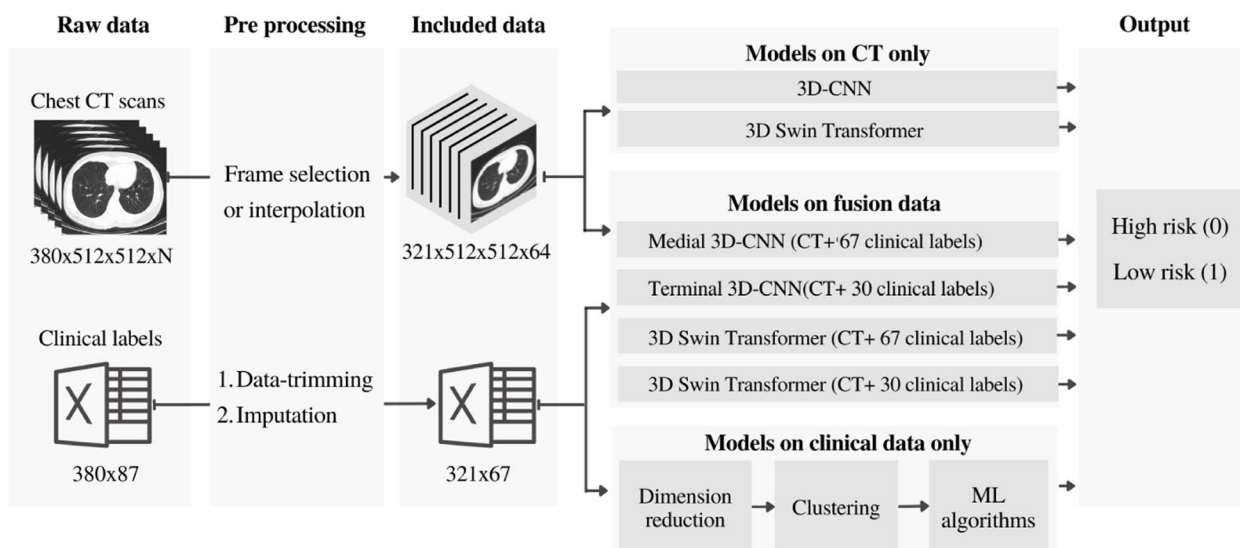 Raw data
Pre processing
Included data
Output
Chest CT scans
380x512x512xN
Frame selection
or interpolation
321x512x512x64
Models on CT only
3D-CNN
3D Swin Transformer
Models on fusion data
Medial 3D-CNN (CT+‘67 clinical labels)
Terminal 3D-CNN(CT+ 30 clinical labels)
3D Swin Transformer (CT+ 67 clinical labels)
3D Swin Transformer (CT+ 30 clinical labels)
High risk (0)
Low risk (1)
Clinical labels
X
380x87
1. Data-trimming
2. Imputation
X
321x67
Models on clinical data only
Dimension
reduction
Clustering
ML
algorithms